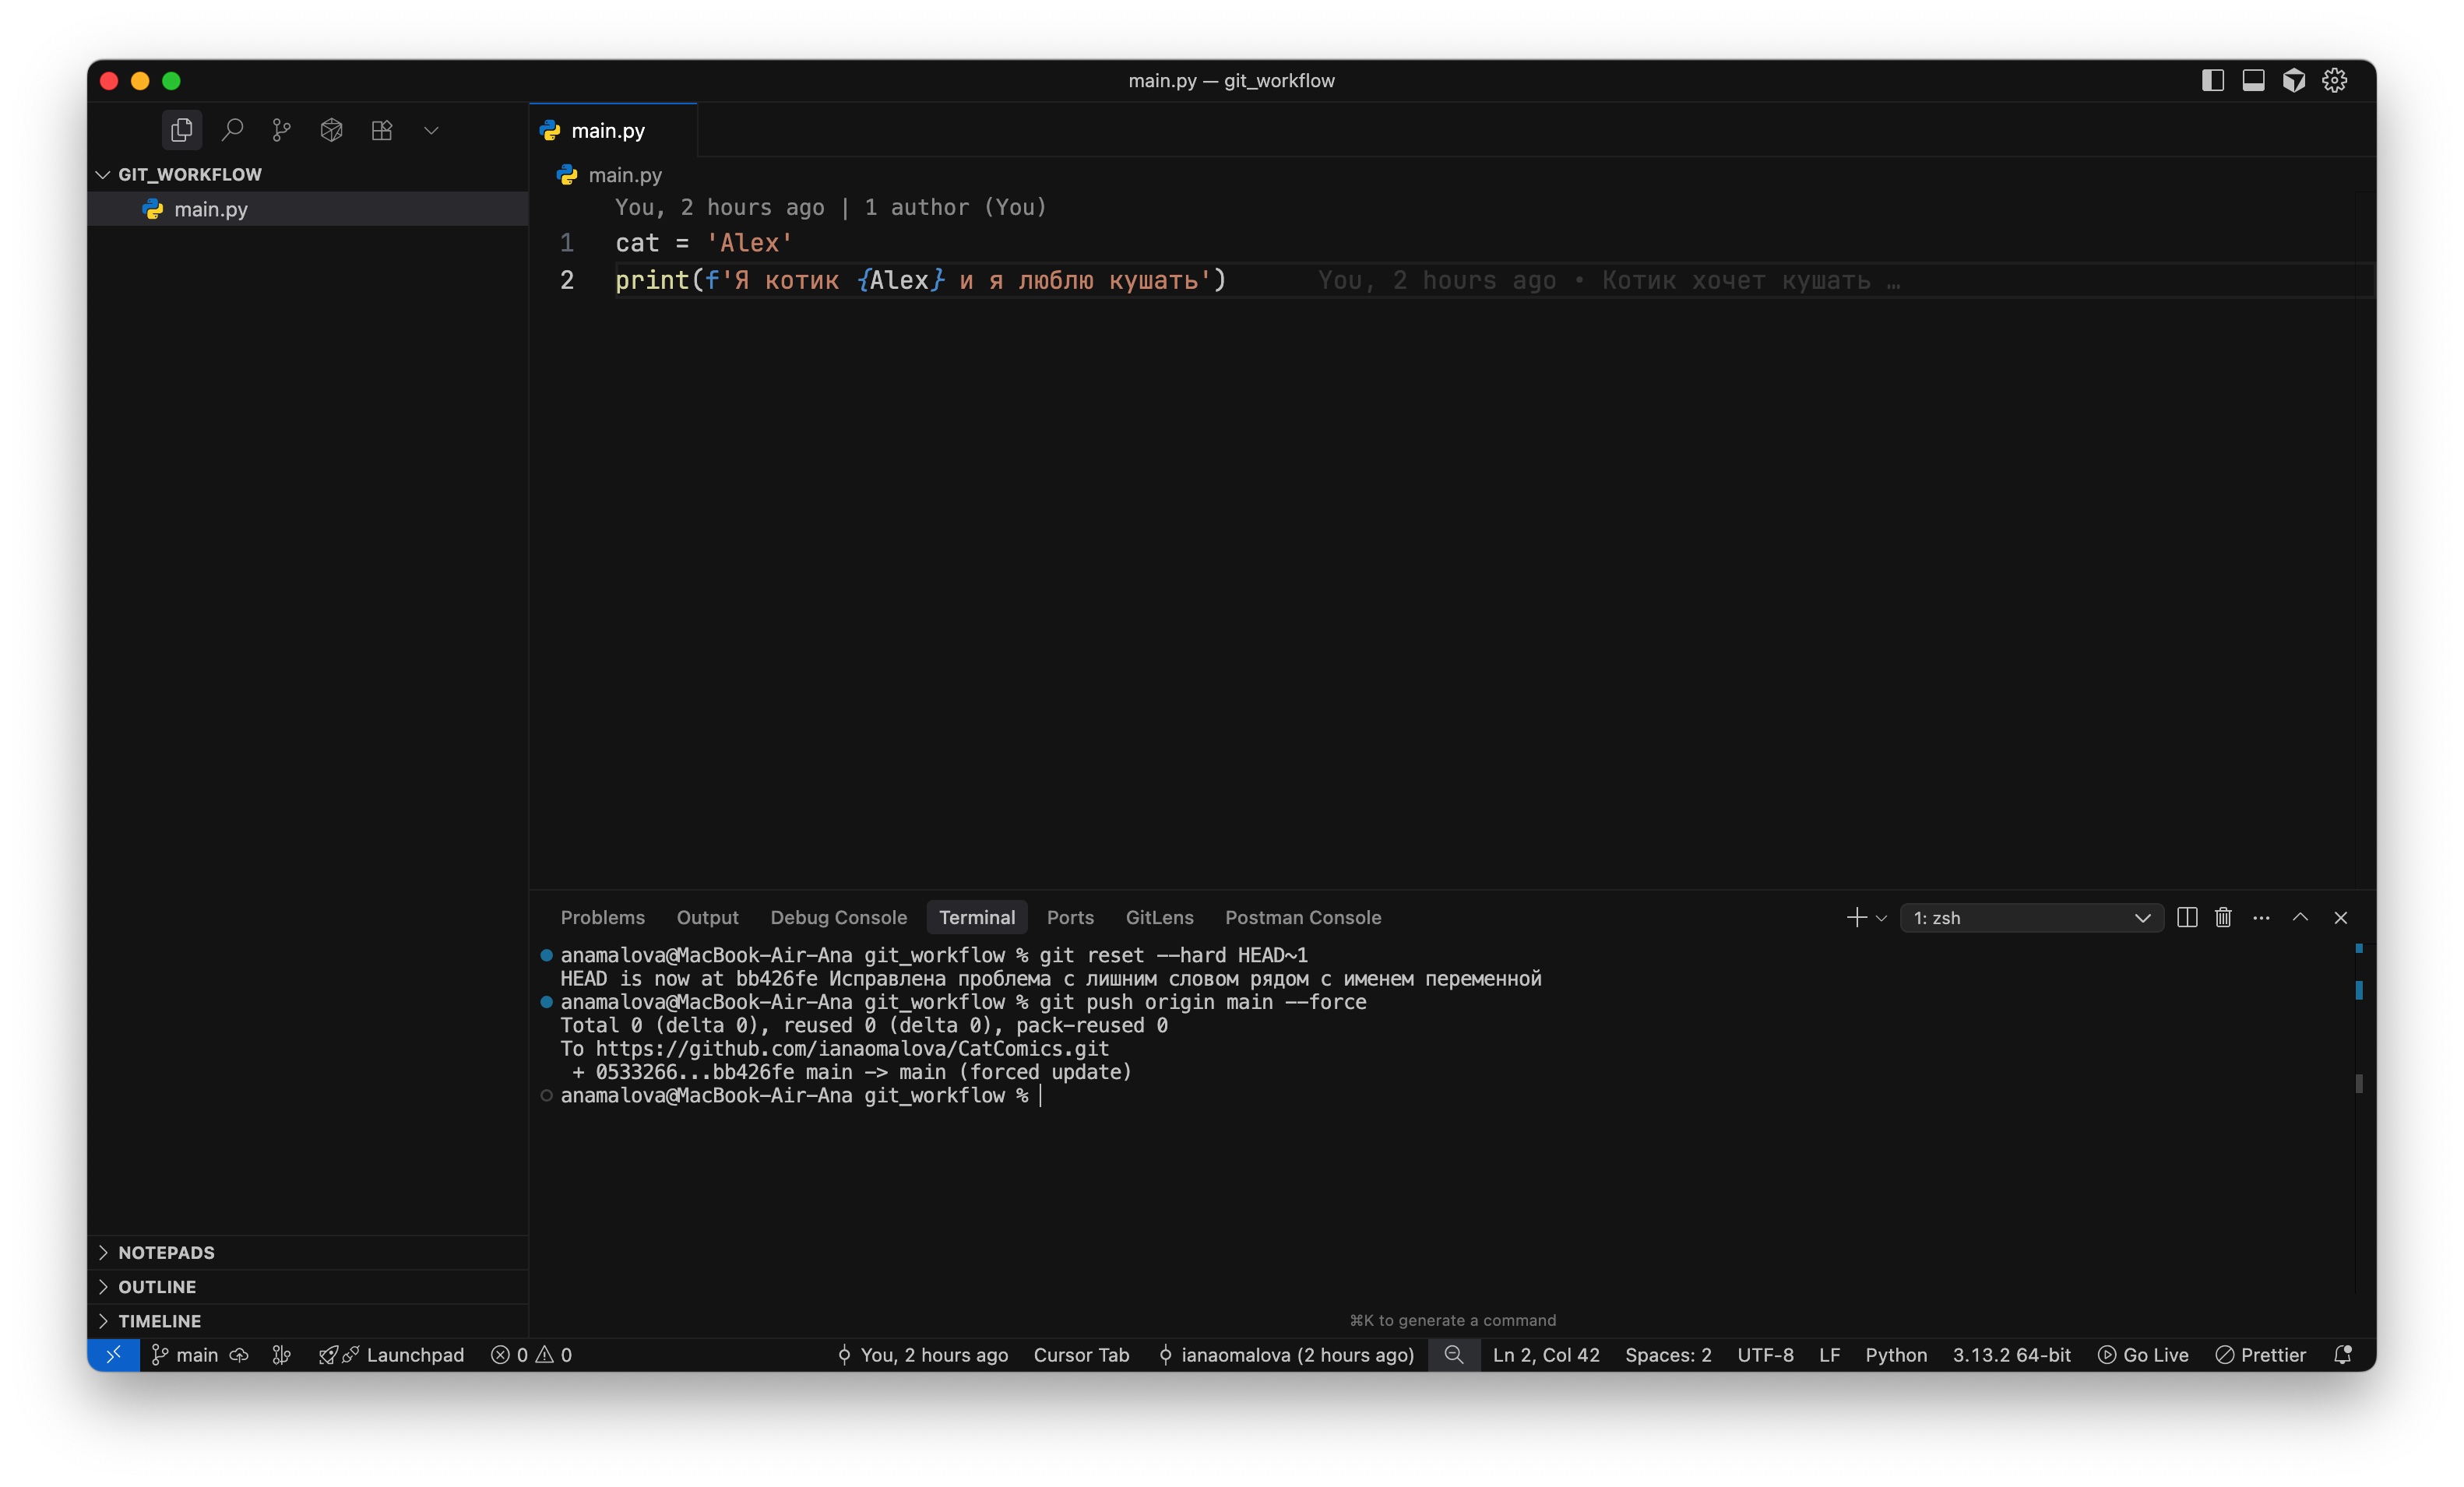 main.py — git_workflow
GIT_WORKFLOW
main.py
NOTEPADS
OUTLINE
TIMELINE
main.py
main.py
You, 2 hours ago | 1 author (You)
1 cat = 'Alex'
2 print(f'Я котик {Alex} и я люблю кушать') You, 2 hours ago • Котик хочет кушать …
Problems Output Debug Console Terminal Ports GitLens Postman Console 1: zsh
anamalova@MacBook-Air-Ana git_workflow % git reset --hard HEAD~1
HEAD is now at bb426fe Исправлена проблема с лишним словом рядом с именем переменной
anamalova@MacBook-Air-Ana git_workflow % git push origin main --force
Total 0 (delta 0), reused 0 (delta 0), pack-reused 0
To https://github.com/ianaomalova/CatComics.git
+ 0533266...bb426fe main -> main (forced update)
anamalova@MacBook-Air-Ana git_workflow %
⌘K to generate a command
main Launchpad 0 0 You, 2 hours ago Cursor Tab ianaomalova (2 hours ago) Ln 2, Col 42 Spaces: 2 UTF-8 LF Python 3.13.2 64-bit Go Live Prettier